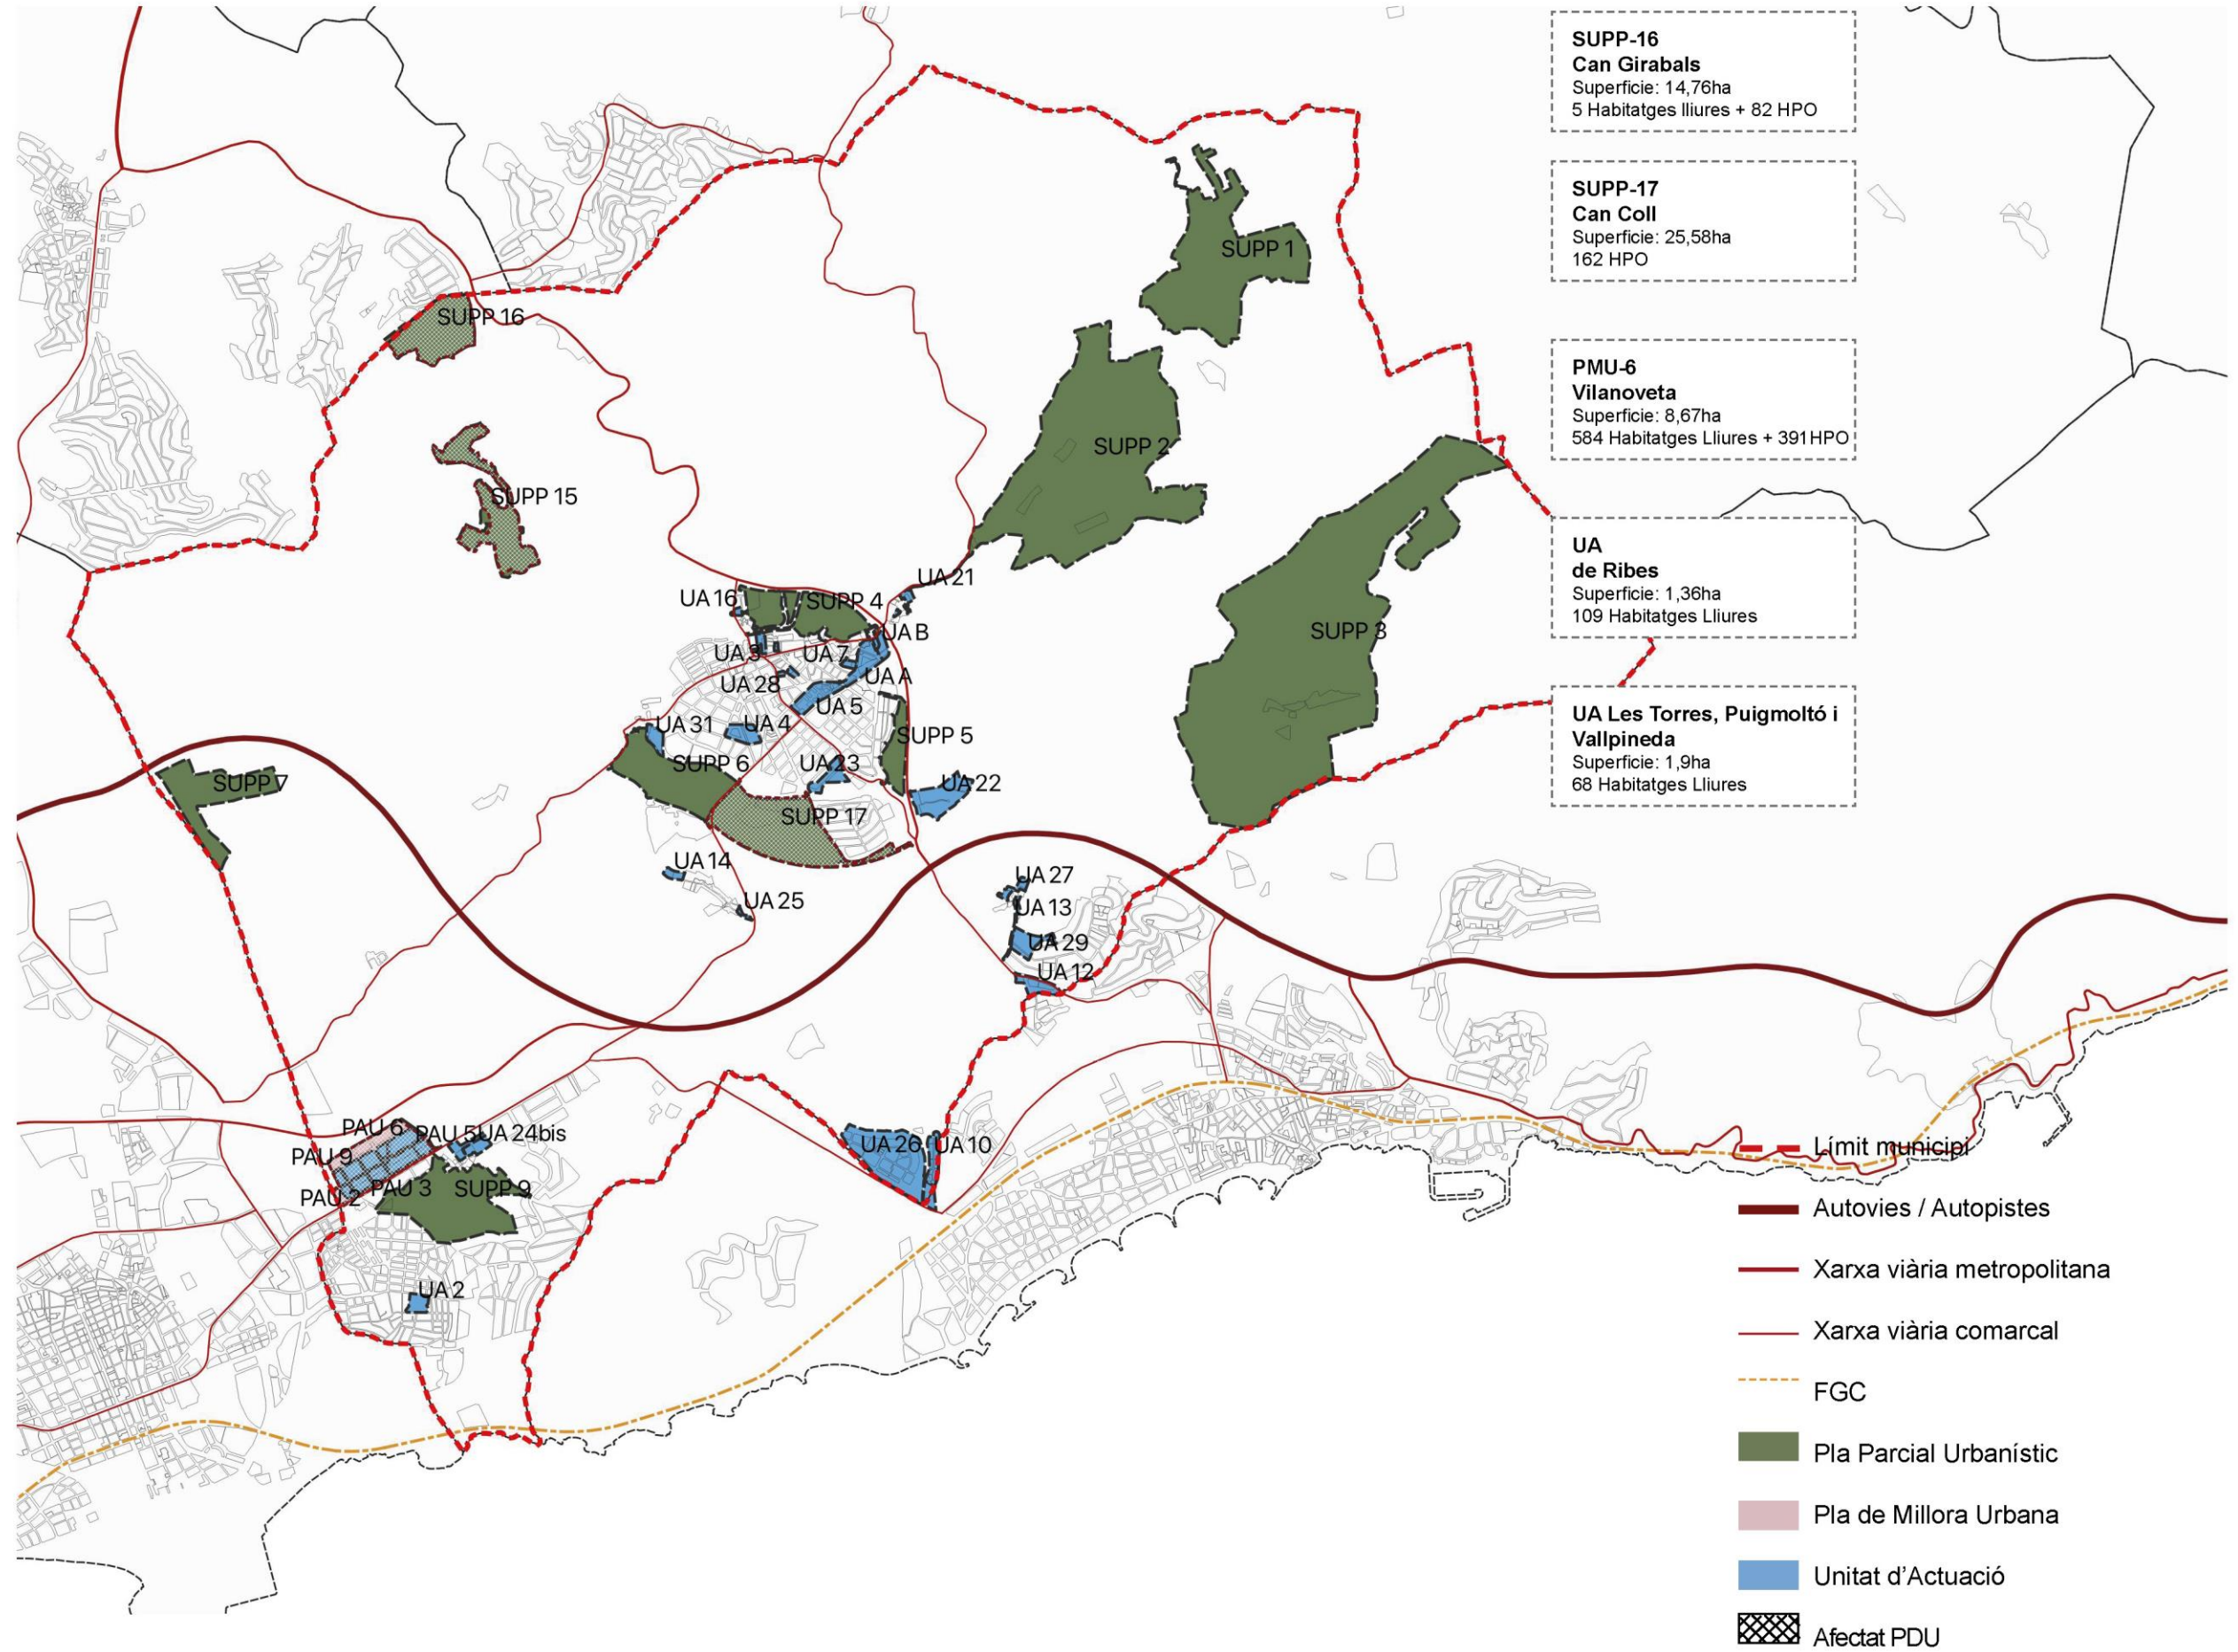 SUPP-16
Can Girabals
Superficie: 14,76ha
5 Habitatges lliures + 82 HPO
SUPP-17
Can Coll
Superficie: 25,58ha
162 HPO
PMU-6
Vilanoveta
Superficie: 8,67ha
584 Habitatges Lliures + 391HPO
UA
de Ribes
Superficie: 1,36ha
109 Habitatges Lliures
UA Les Torres, Puigmoltó i
Vallpineda
Superficie: 1,9ha
68 Habitatges Lliures
SUPP 1
SUPP 16
SUPP 2
SUPP 15
UA 21
UA 16
SUPP 4
UA B
SUPP 3
UA 3
UA 7
UA A
UA 28
UA 5
UA 31
UA 4
SUPP 5
SUPP 6
UA 23
SUPP 7
UA 22
SUPP 17
UA 14
UA 27
UA 25
UA 13
UA 29
UA 12
PAU 6
PAU 5
UA 24bis
UA 26
UA 10
PAU 9
PAU 2
PAU 3
SUPP 9
UA 2
Límit municipi
Autovies / Autopistes
Xarxa viària metropolitana
Xarxa viària comarcal
FGC
Pla Parcial Urbanístic
Pla de Millora Urbana
Unitat d’Actuació
Afectat PDU